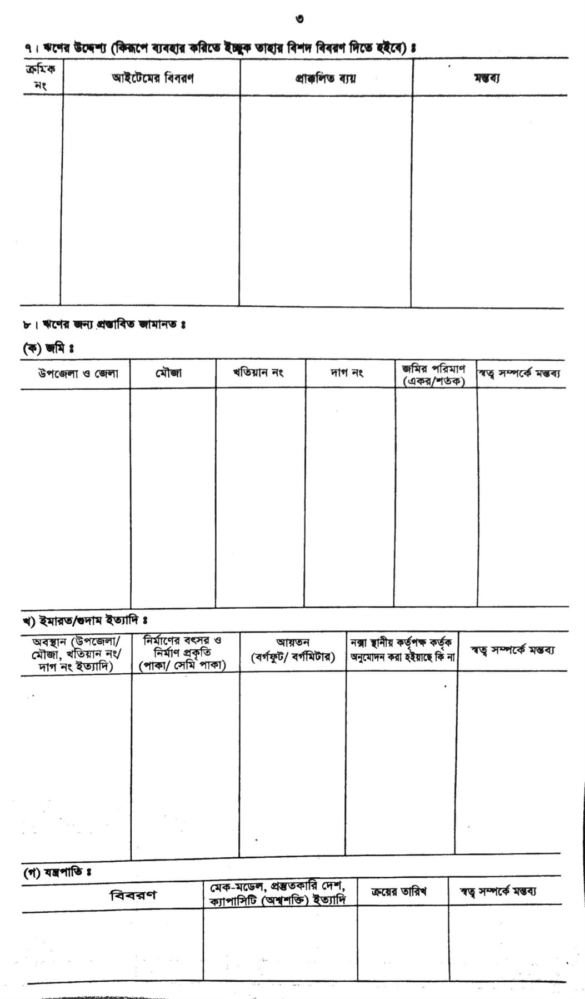 ৩
৭। ঋণের উদ্দেশ্য (কিরূপে ব্যবহার করিতে ইচ্ছুক তাহার বিশদ বিবরণ দিতে হইবে) ঃ
ক্রমিক নং
আইটেমের বিবরণ
প্রাক্কলিত ব্যয়
মন্তব্য
৮। ঋণের জন্য প্রস্তাবিত জামানত ঃ
(ক) জমি ঃ
উপজেলা ও জেলা
মৌজা
খতিয়ান নং
দাগ নং
জমির পরিমাণ
(একর/শতক)
স্বত্ব সম্পর্কে মন্তব্য
খ) ইমারত/গুদাম ইত্যাদি ঃ
অবস্থান (উপজেলা/
মৌজা, খতিয়ান নং/
দাগ নং ইত্যাদি)
নির্মাণের বৎসর ও
নির্মাণ প্রকৃতি
(পাকা/ সেমি পাকা)
আয়তন
(বর্গফুট/ বর্গমিটার)
নক্সা স্থানীয় কর্তৃপক্ষ কর্তৃক
অনুমোদন করা হইয়াছে কি না
স্বত্ব সম্পর্কে মন্তব্য
(গ) যন্ত্রপাতি ঃ
বিবরণ
মেক-মডেল, প্রস্তুতকারি দেশ,
ক্যাপাসিটি (অশ্বশক্তি) ইত্যাদি
ক্রয়ের তারিখ
স্বত্ব সম্পর্কে মন্তব্য